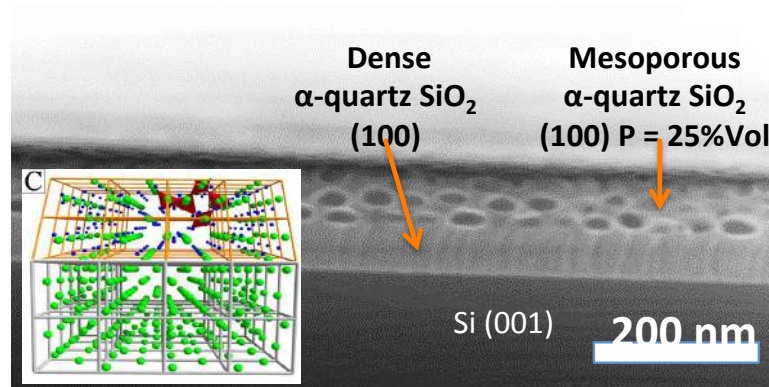 Dense
α-quartz SiO₂
(100)
Mesoporous
α-quartz SiO₂
(100) P = 25%Vol
C
Si (001)
200 nm